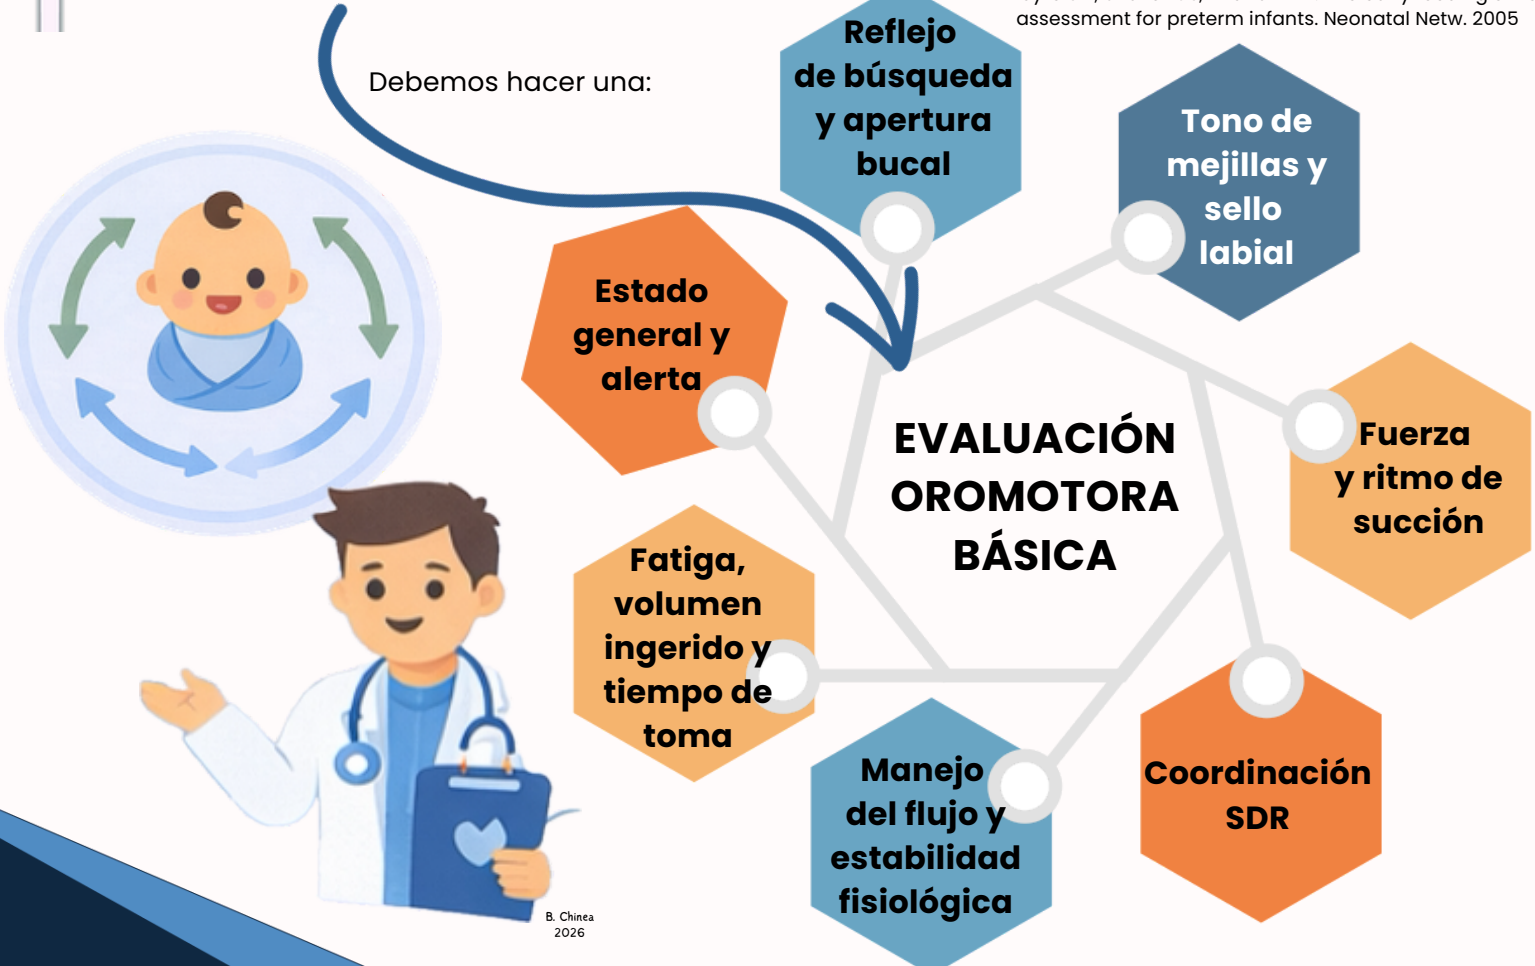 assessment for preterm infants. Neonatal Netw. 2005
Debemos hacer una:
Reflejo
de búsqueda
y apertura
bucal
Tono de
mejillas y
sello
labial
Estado
general y
alerta
Fuerza
y ritmo de
succión
EVALUACIÓN
OROMOTORA
BÁSICA
Fatiga,
volumen
ingerido y
tiempo de
toma
Manejo
del flujo y
estabilidad
fisiológica
Coordinación
SDR
B. Chinea
2026